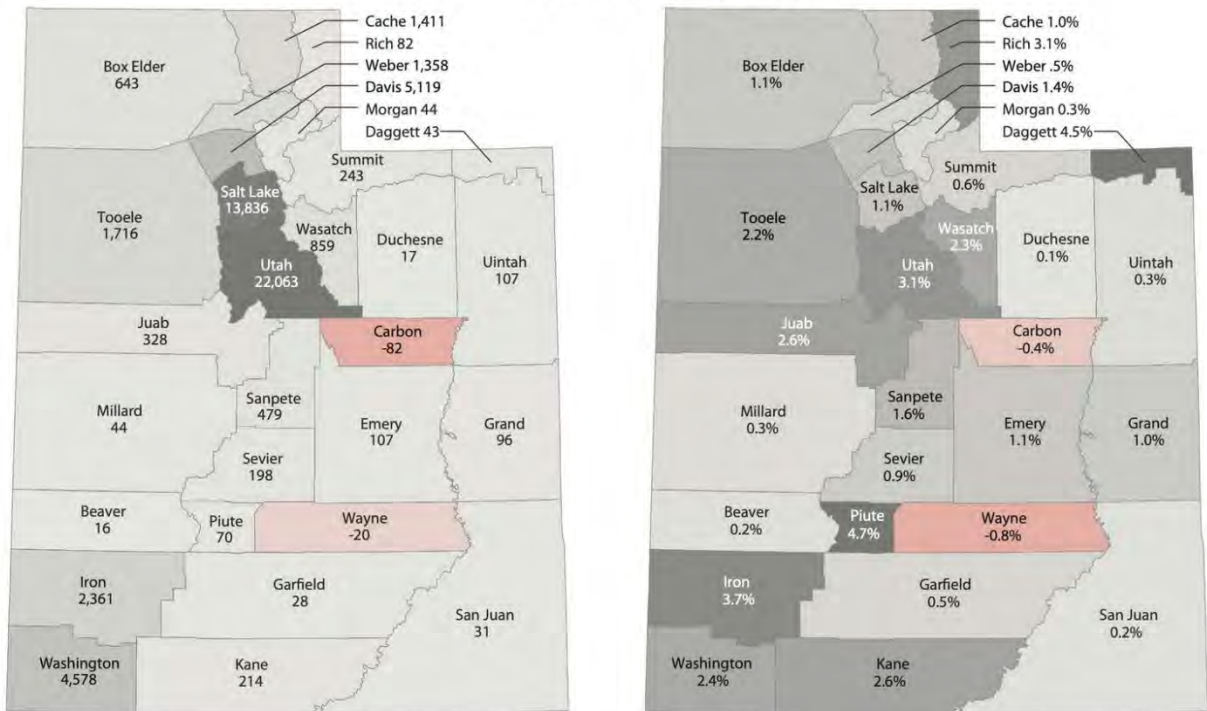 Cache 1,411
Rich 82
Weber 1,358
Davis 5,119
Morgan 44
Daggett 43
Box Elder
643
Summit
243
Salt Lake
13,836
Tooele
1,716
Wasatch
859
Duchesne
17
Uintah
107
Utah
22,063
Juab
328
Carbon
-82
Sanpete
479
Millard
44
Emery
107
Grand
96
Sevier
198
Beaver
16
Piute
70
Wayne
-20
Iron
2,361
Garfield
28
San Juan
31
Washington
4,578
Kane
214
Cache 1.0%
Rich 3.1%
Weber .5%
Davis 1.4%
Morgan 0.3%
Daggett 4.5%
Box Elder
1.1%
Summit
0.6%
Salt Lake
1.1%
Tooele
2.2%
Wasatch
2.3%
Duchesne
0.1%
Uintah
0.3%
Utah
3.1%
Juab
2.6%
Carbon
-0.4%
Sanpete
1.6%
Millard
0.3%
Emery
1.1%
Grand
1.0%
Sevier
0.9%
Beaver
0.2%
Piute
4.7%
Wayne
-0.8%
Iron
3.7%
Garfield
0.5%
San Juan
0.2%
Washington
2.4%
Kane
2.6%